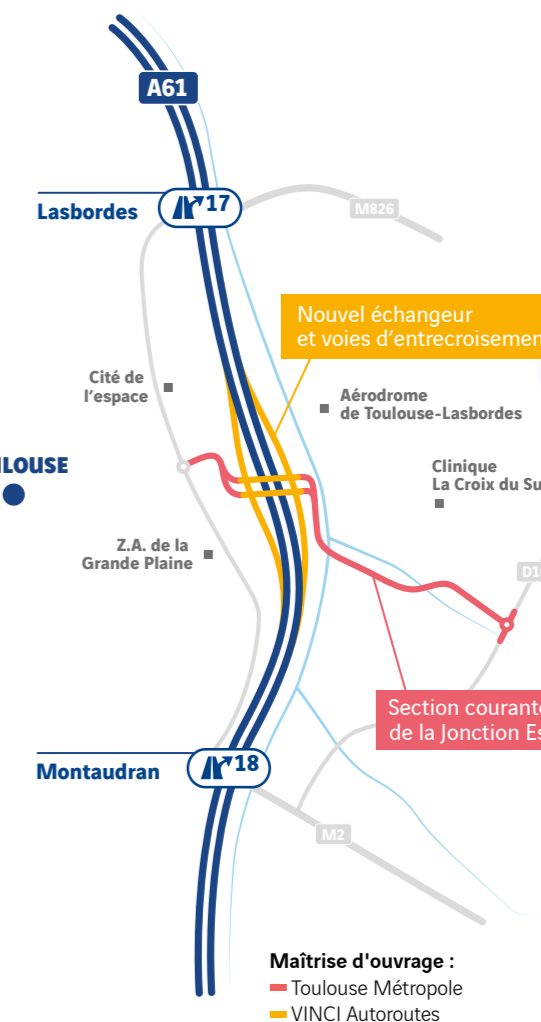 A61
Lasbordes
17
M826
Nouvel échangeur
et voies d'entrecroisemen
Cité de
l'espace
Aérodrome
de Toulouse-Lasbordes
LOUSE
Clinique
La Croix du Su
Z.A. de la
Grande Plaine
D1
Section courant
de la Jonction Es
Montaudran
18
M2
Maîtrise d'ouvrage :
Toulouse Métropole
VINCI Autoroutes